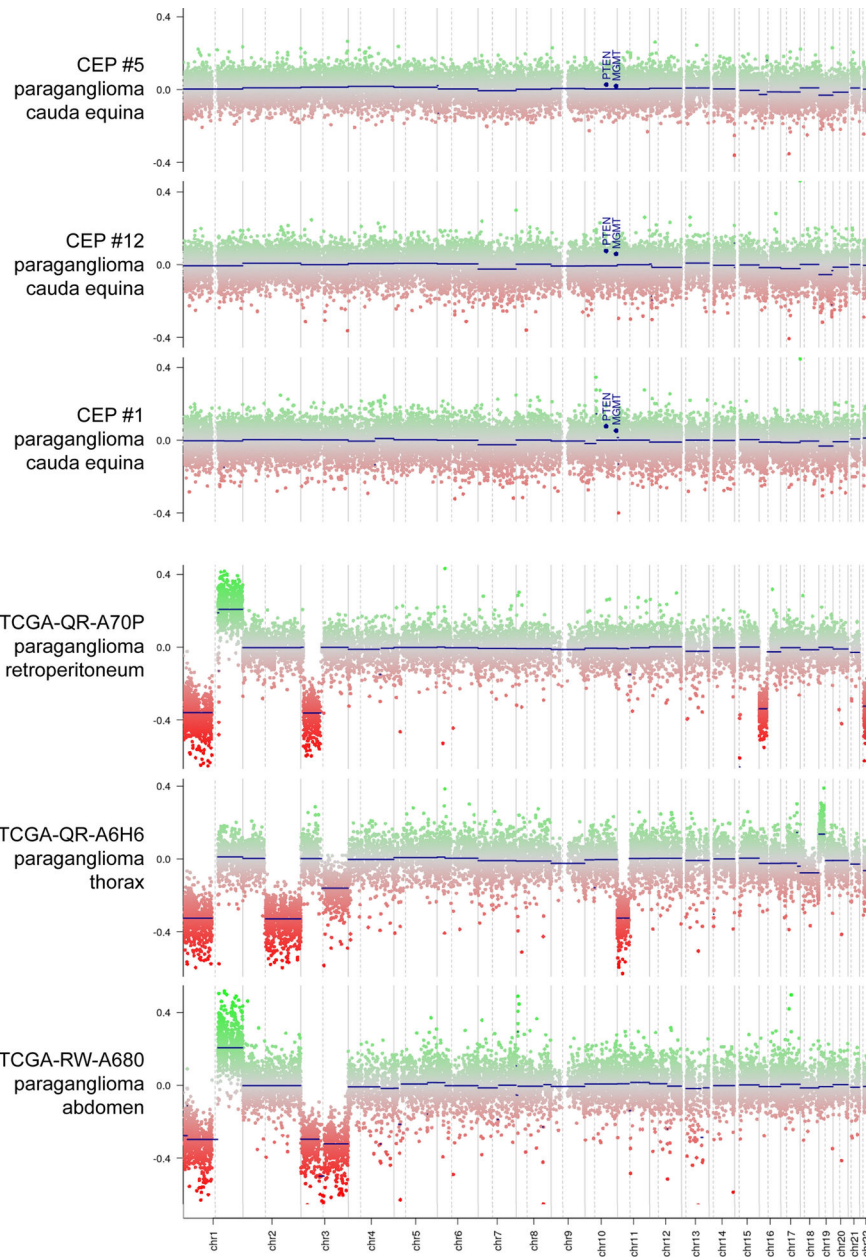 CEP #5
paraganglioma
cauda equina
0.4
0.0
-0.4
PTEN
MGMT
CEP #12
paraganglioma
cauda equina
0.4
0.0
-0.4
PTEN
MGMT
CEP #1
paraganglioma
cauda equina
0.4
0.0
-0.4
PTEN
MGMT
TCGA-QR-A70P
paraganglioma
retroperitoneum
0.4
0.0
-0.4
TCGA-QR-A6H6
paraganglioma
thorax
0.4
0.0
-0.4
TCGA-RW-A680
paraganglioma
abdomen
0.4
0.0
-0.4
chr1
chr2
chr3
chr4
chr5
chr6
chr7
chr8
chr9
chr10
chr11
chr12
chr13
chr14
chr15
chr16
chr17
chr18
chr19
chr20
chr21